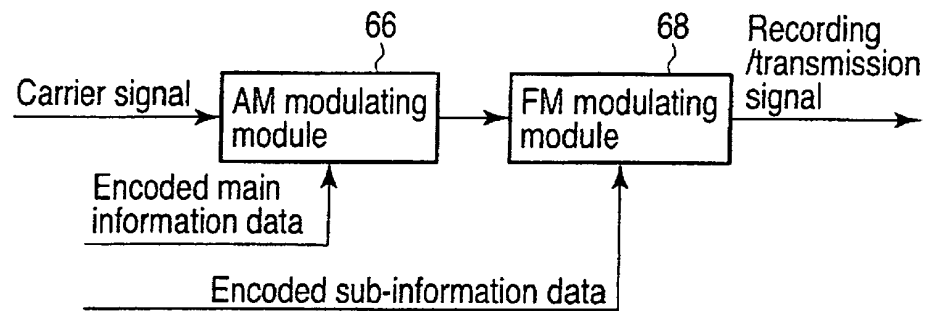 66
68
Recording
/transmission
signal
Carrier signal
AM modulating
module
FM modulating
module
Encoded main
information data
Encoded sub-information data